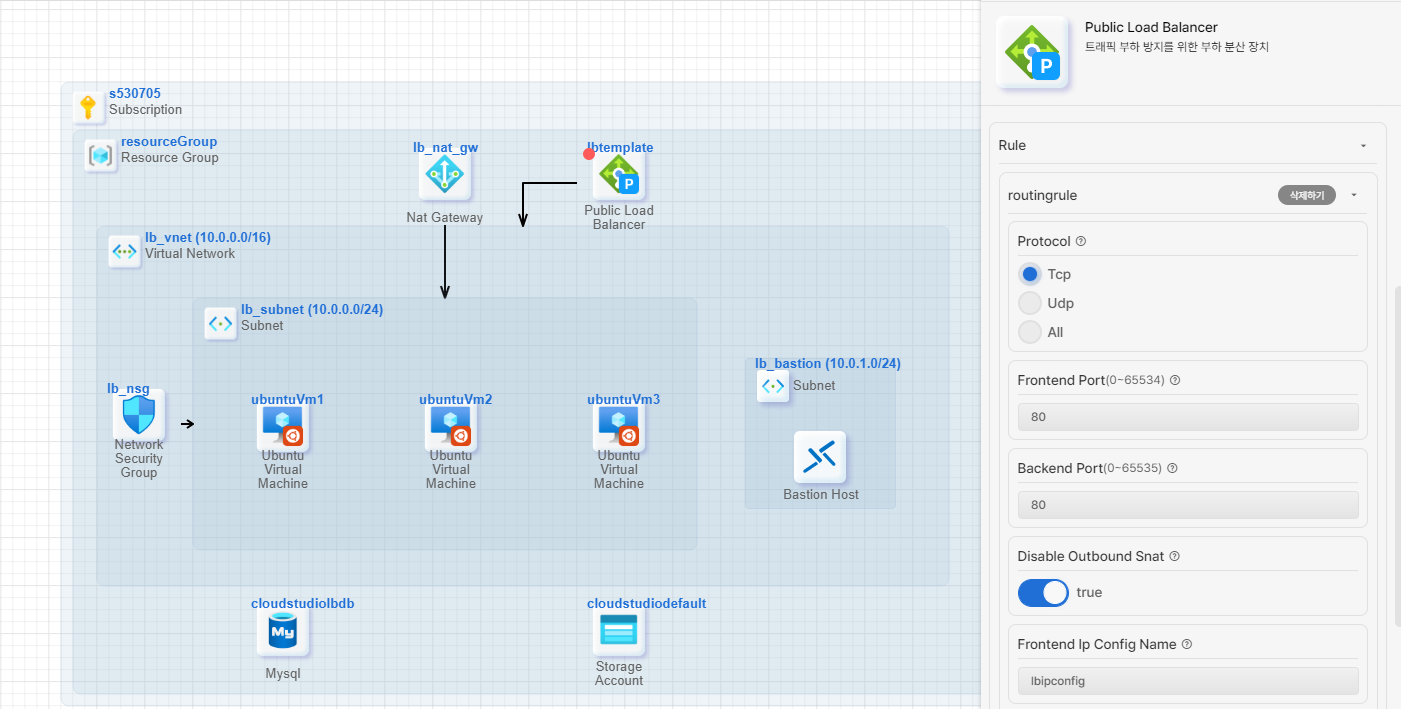 s530705
Subscription
resourceGroup
Resource Group
lb_nat_gw
Nat Gateway
lbtemplate
P
Public Load
Balancer
lb_vnet (10.0.0.0/16)
Virtual Network
lb_subnet (10.0.0.0/24)
Subnet
lb_nsg
Network
Security
Group
ubuntuVm1
Ubuntu
Virtual
Machine
ubuntuVm2
Ubuntu
Virtual
Machine
ubuntuVm3
Ubuntu
Virtual
Machine
lb_bastion (10.0.1.0/24)
Subnet
Bastion Host
cloudstudiolbdb
My
Mysql
cloudstudiodefault
Storage
Account
P
Public Load Balancer
트래픽 부하 방지를 위한 부하 분산 장치
Rule
routingrule 삭제하기
Protocol ?
Tcp
Udp
All
Frontend Port(0~65534) ?
80
Backend Port(0~65535) ?
80
Disable Outbound Snat ?
true
Frontend Ip Config Name ?
lbipconfig